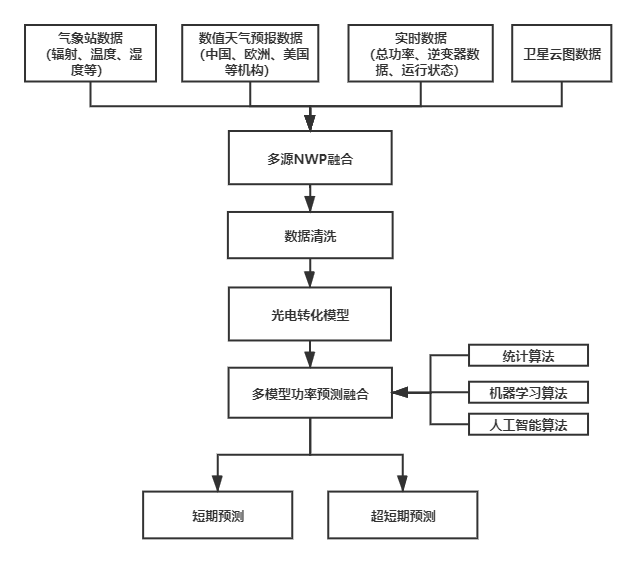 气象站数据
(辐射、温度、湿
度等)
数值天气预报数据
(中国、欧洲、美国
等机构)
实时数据
(总功率、逆变器数
据、运行状态)
卫星云图数据
多源NWP融合
数据清洗
光电转化模型
多模型功率预测融合
统计算法
机器学习算法
人工智能算法
短期预测
超短期预测